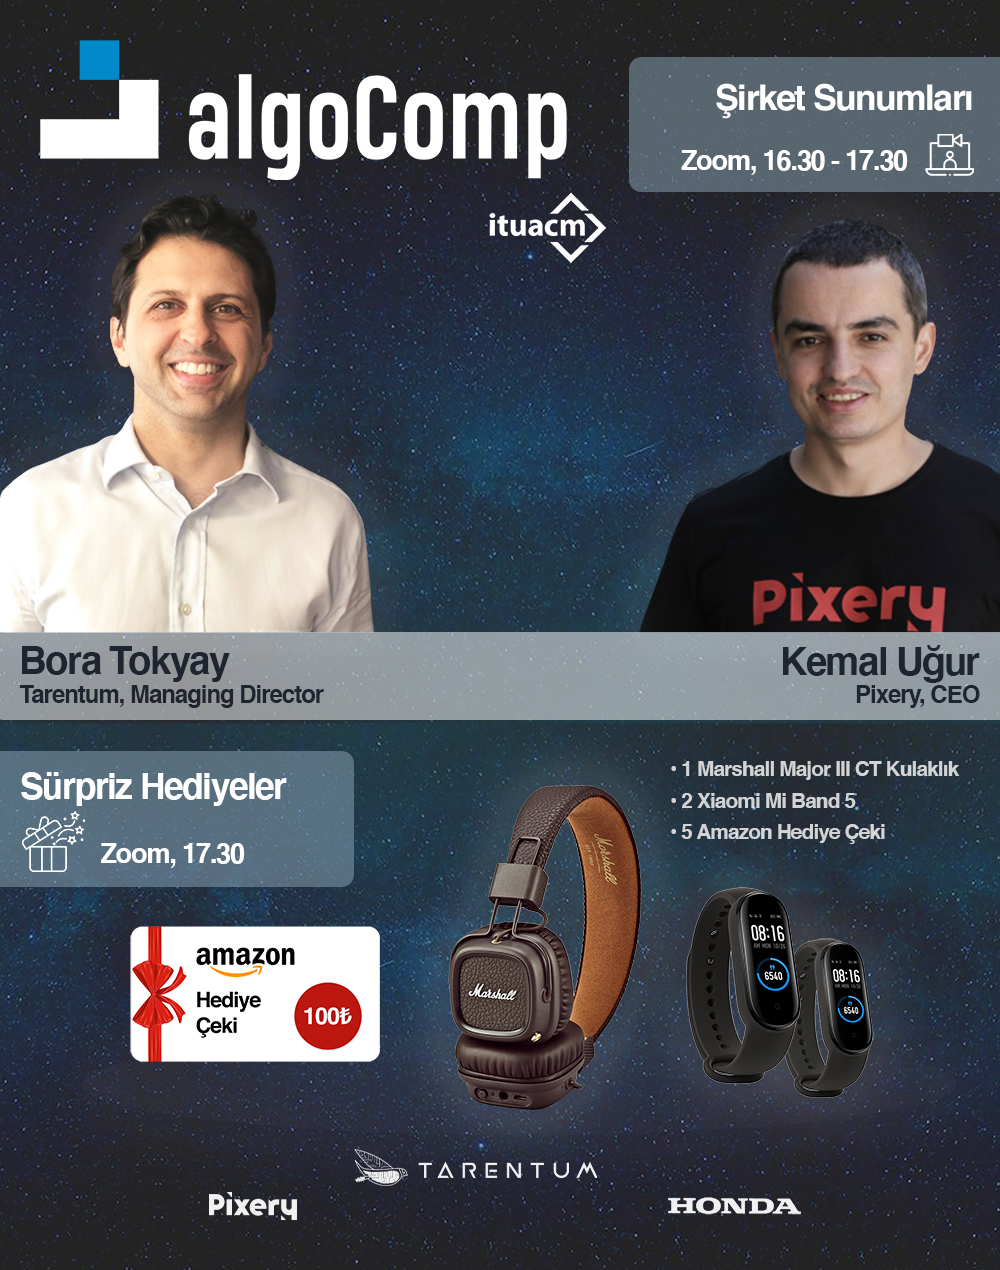 algoComp
Şirket Sunumları
Zoom, 16.30 - 17.30
ituacm
Pixery
Bora Tokyay
Tarentum, Managing Director
Kemal Uğur
Pixery, CEO
Sürpriz Hediyeler
Zoom, 17.30
• 1 Marshall Major III CT Kulaklık
• 2 Xiaomi Mi Band 5
• 5 Amazon Hediye Çeki
amazon
Hediye
Çeki
100₺
Marshall
Marshall
08:16
6540
08:16
6540
TARENTUM
Pixery
HONDA